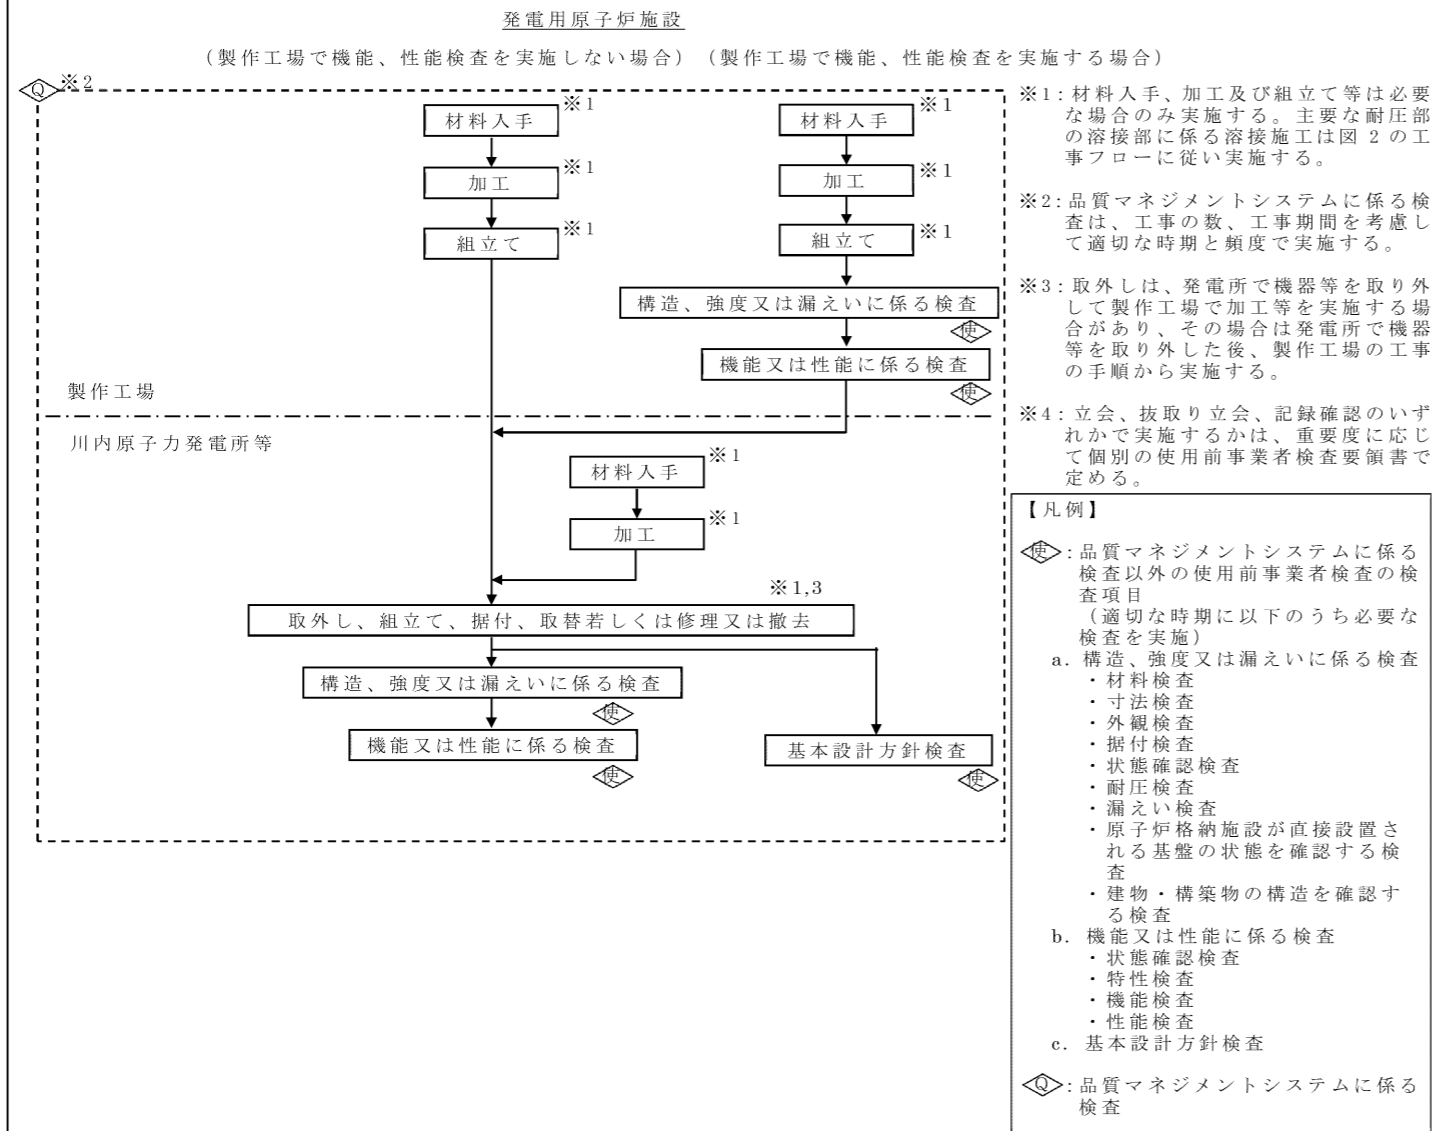 発電用原子炉施設
（製作工場で機能、性能検査を実施しない場合）（製作工場で機能、性能検査を実施する場合）
Q ※2
材料入手 ※1
加工 ※1
組立て ※1
材料入手 ※1
加工 ※1
組立て ※1
構造、強度又は漏えいに係る検査
使
機能又は性能に係る検査
使
製作工場
川内原子力発電所等
材料入手 ※1
加工 ※1
※1,3
取外し、組立て、据付、取替若しくは修理又は撤去
構造、強度又は漏えいに係る検査
使
機能又は性能に係る検査
使
基本設計方針検査
使
※1：材料入手、加工及び組立て等は必要
な場合のみ実施する。主要な耐圧部
の溶接部に係る溶接施工は図 2 の工
事フローに従い実施する。
※2：品質マネジメントシステムに係る検
査は、工事の数、工事期間を考慮し
て適切な時期と頻度で実施する。
※3：取外しは、発電所で機器等を取り外
して製作工場で加工等を実施する場
合があり、その場合は発電所で機器
等を取り外した後、製作工場の工事
の手順から実施する。
※4：立会、抜取り立会、記録確認のいず
れかで実施するかは、重要度に応じ
て個別の使用前事業者検査要領書で
定める。
【凡例】
使：品質マネジメントシステムに係る
検査以外の使用前事業者検査の検
査項目
（適切な時期に以下のうち必要な
検査を実施）
a. 構造、強度又は漏えいに係る検査
・材料検査
・寸法検査
・外観検査
・据付検査
・状態確認検査
・耐圧検査
・漏えい検査
・原子炉格納施設が直接設置さ
れる基盤の状態を確認する検
査
・建物・構築物の構造を確認す
る検査
b. 機能又は性能に係る検査
・状態確認検査
・特性検査
・機能検査
・性能検査
c. 基本設計方針検査
Q：品質マネジメントシステムに係る
検査